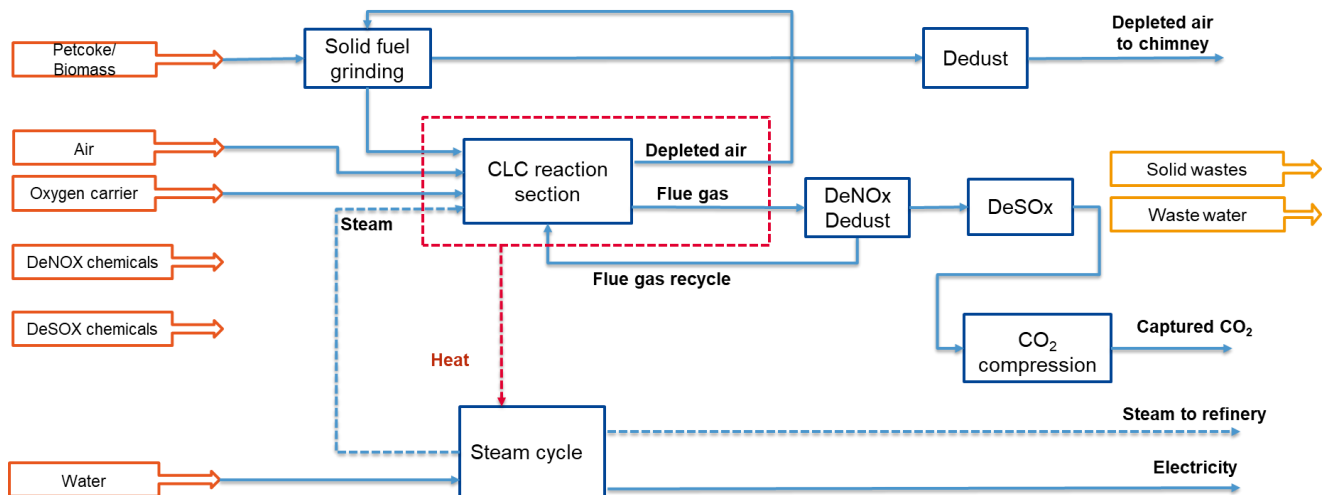 Petcoke/
Biomass
Solid fuel
grinding
Dedust
Depleted air
to chimney
Air
CLC reaction
section
Depleted air
Solid wastes
Oxygen carrier
Flue gas
DeNOx
Dedust
DeSOx
Waste water
Steam
DeNOX chemicals
Flue gas recycle
DeSOX chemicals
CO₂
compression
Captured CO₂
Heat
Steam to refinery
Steam cycle
Electricity
Water